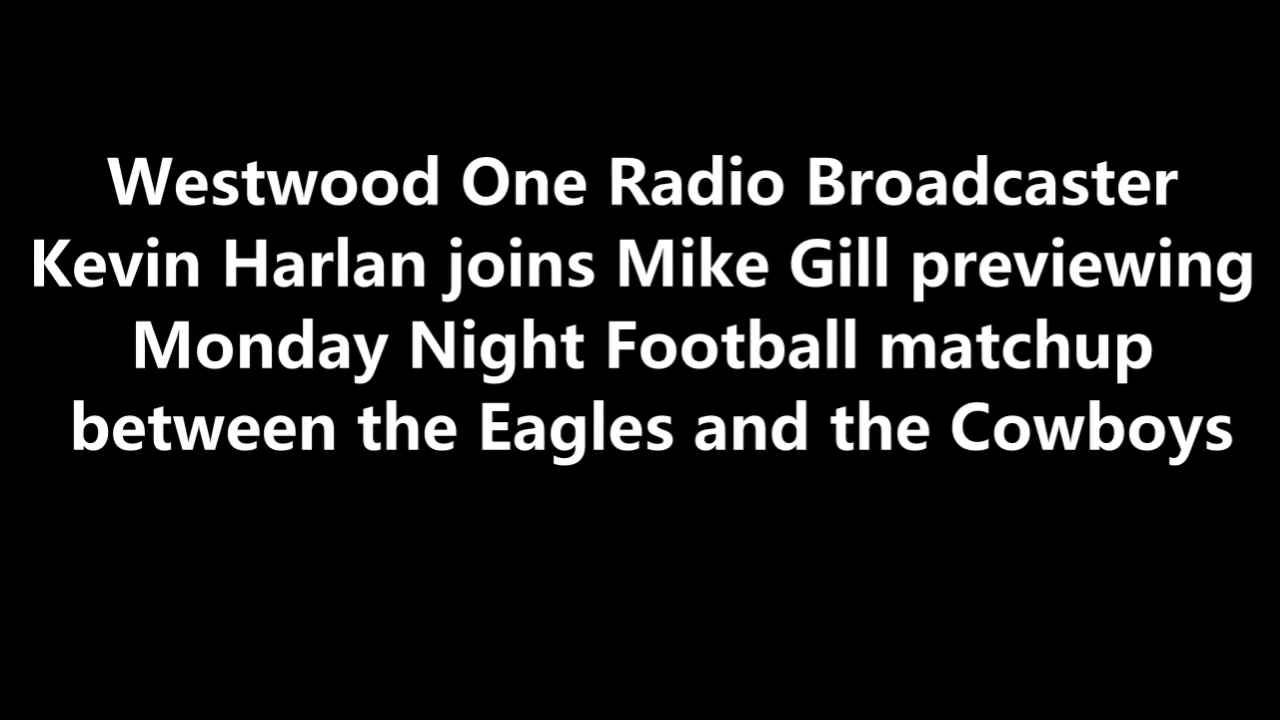 Westwood One Radio Broadcaster
Kevin Harlan joins Mike Gill previewing
Monday Night Football matchup
between the Eagles and the Cowboys